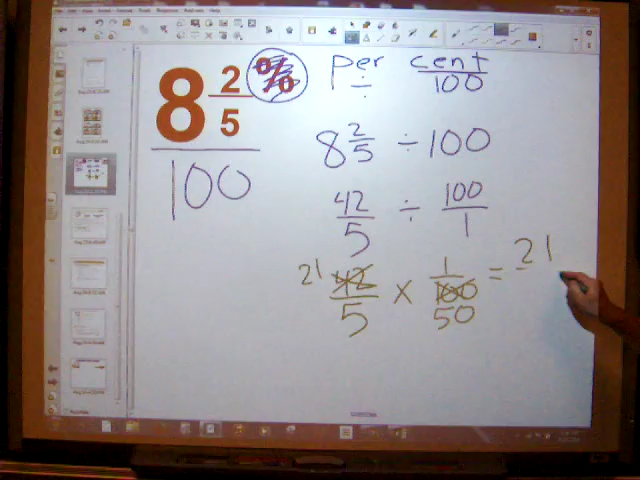 8 2/5 %
100
per cent
÷ 100
8 2/5 ÷ 100
42/5 ÷ 100/1
21 42/5 x 1/100 50 = 21